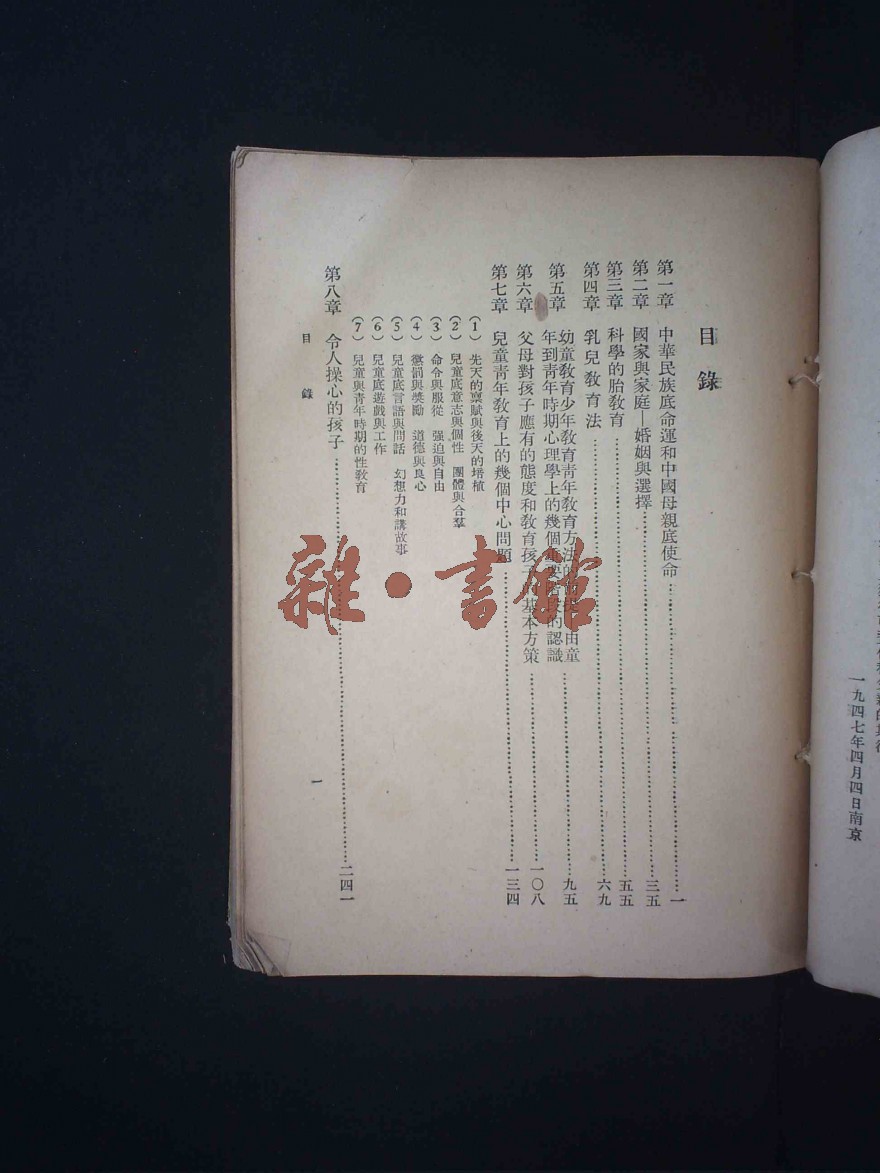 一九四七年四月四日南京
目錄
第一章 中華民族底命運和中國母親底使命 一
第二章 國家與家庭—婚姻與選擇 三五
第三章 科學的胎教育 五五
第四章 乳兒教育法 六九
第五章 幼童教育少年教育青年教育方法的 由童
年到青年時期心理學上的幾個重要 的認識 九五
第六章 父母對孩子應有的態度和教育孩子 基本方策 一〇八
第七章 兒童青年教育上的幾個中心問題 一三四
(1) 先天的稟賦與後天的培植
(2) 兒童底意志與個性 團體與合羣
(3) 命令與服從 强迫與自由
(4) 懲罰與獎勵 道德與良心
(5) 兒童底言語與問話 幻想力和講故事
(6) 兒童底遊戲與工作
(7) 兒童與青年時期的性教育
第八章 令人操心的孩子 二四一
目錄
一
雜·書館